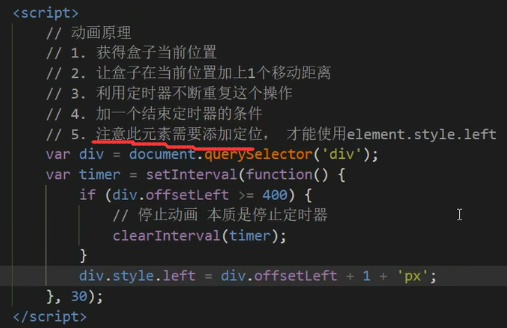 <script>
// 动画原理
// 1. 获得盒子当前位置
// 2. 让盒子在当前位置加上1个移动距离
// 3. 利用定时器不断重复这个操作
// 4. 加一个结束定时器的条件
// 5. 注意此元素需要添加定位， 才能使用element.style.left
var div = document.querySelector('div');
var timer = setInterval(function() {
if (div.offsetLeft >= 400) {
// 停止动画 本质是停止定时器
clearInterval(timer);
}
div.style.left = div.offsetLeft + 1 + 'px';
}, 30);
</script>